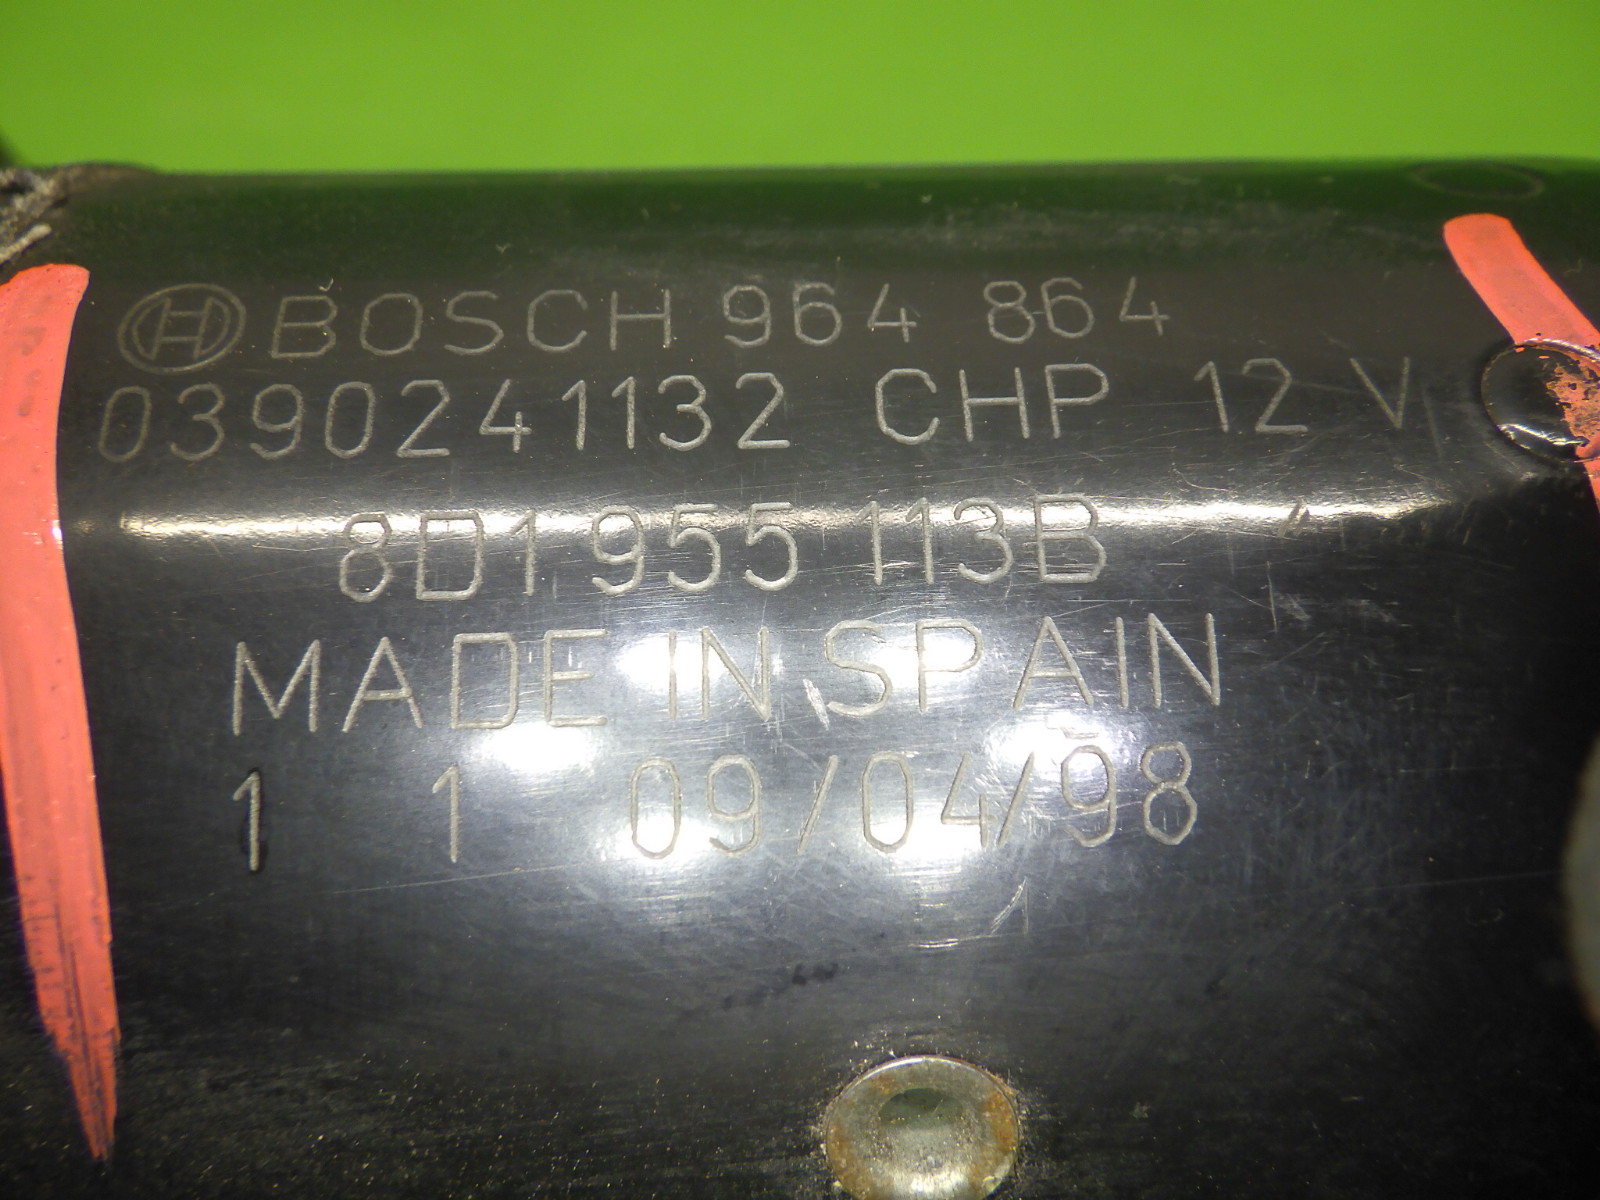 BOSCH 964 864
0390241132 CHP 12 V
8D1 955 113B
MADE IN SPAIN
1 1 09/04/98